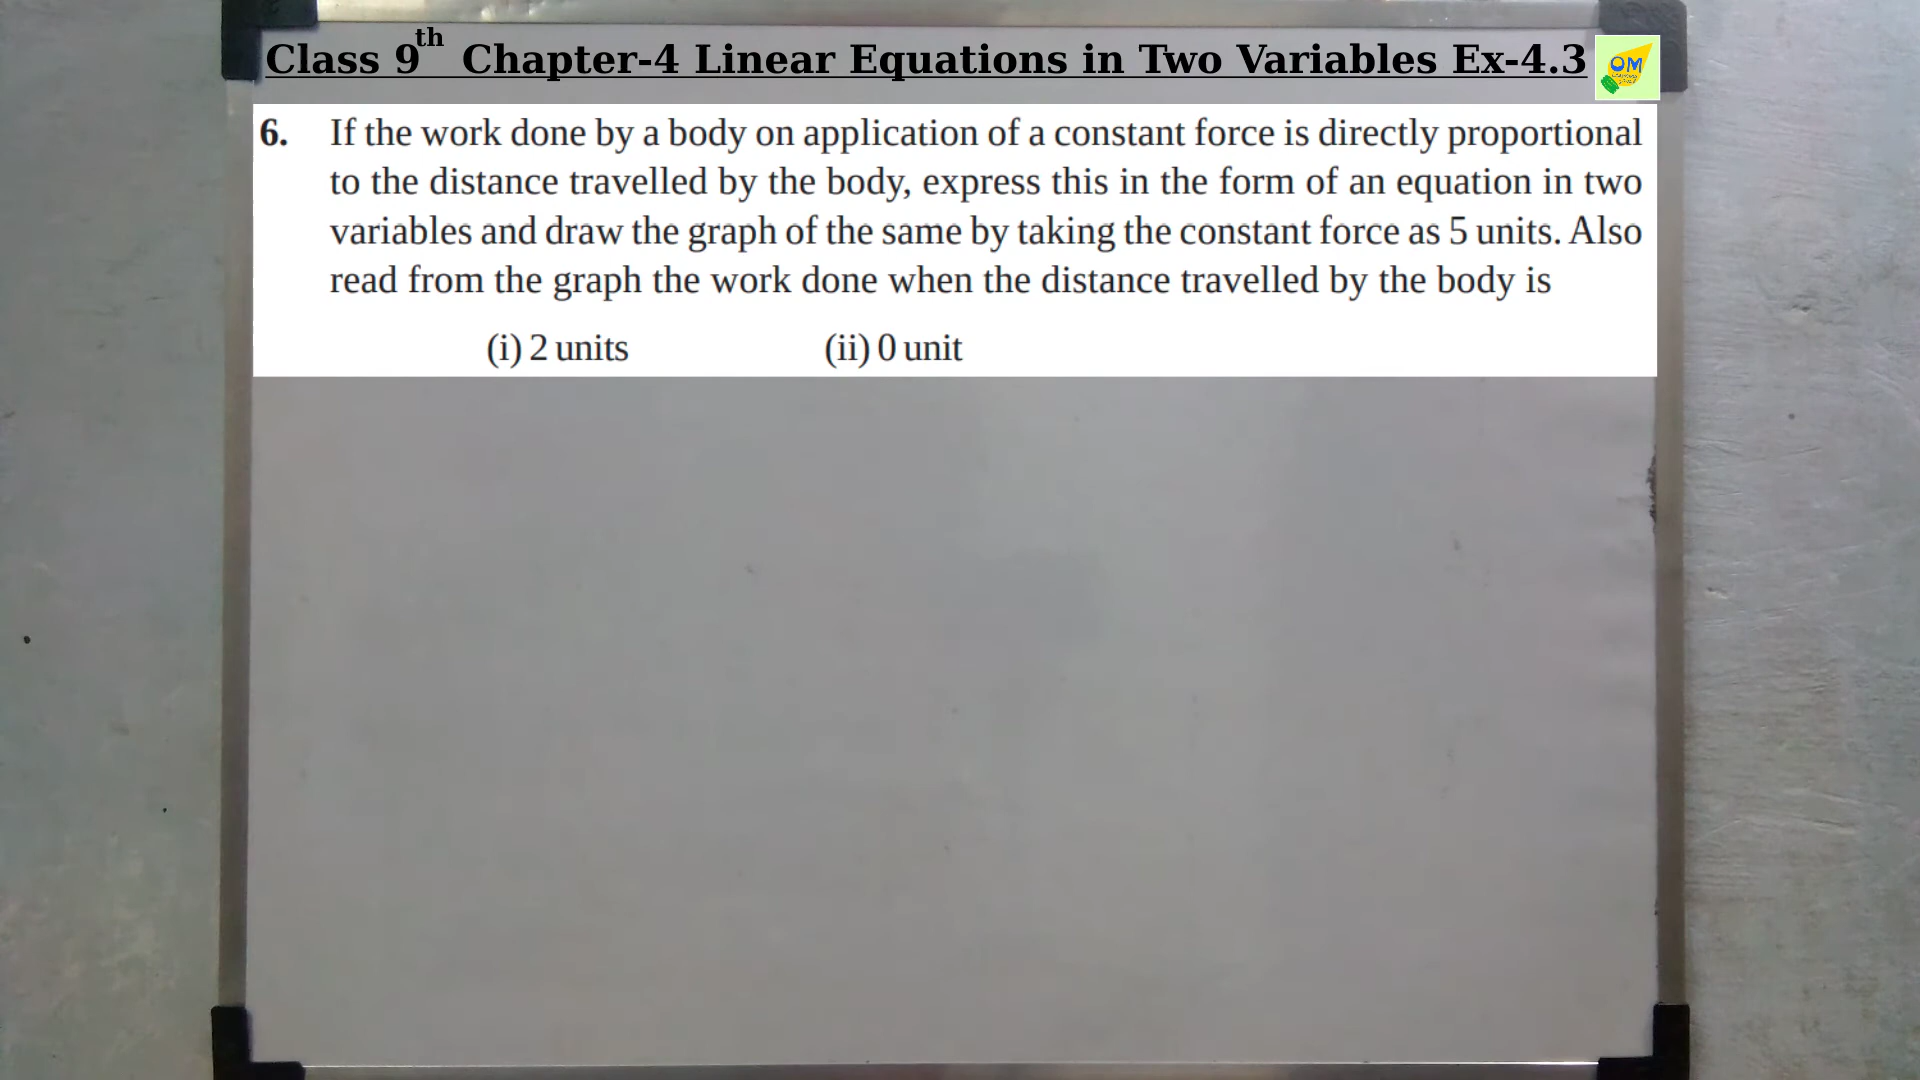 Class 9th Chapter-4 Linear Equations in Two Variables Ex-4.3
OM
6. If the work done by a body on application of a constant force is directly proportional
to the distance travelled by the body, express this in the form of an equation in two
variables and draw the graph of the same by taking the constant force as 5 units. Also
read from the graph the work done when the distance travelled by the body is
(i) 2 units (ii) 0 unit